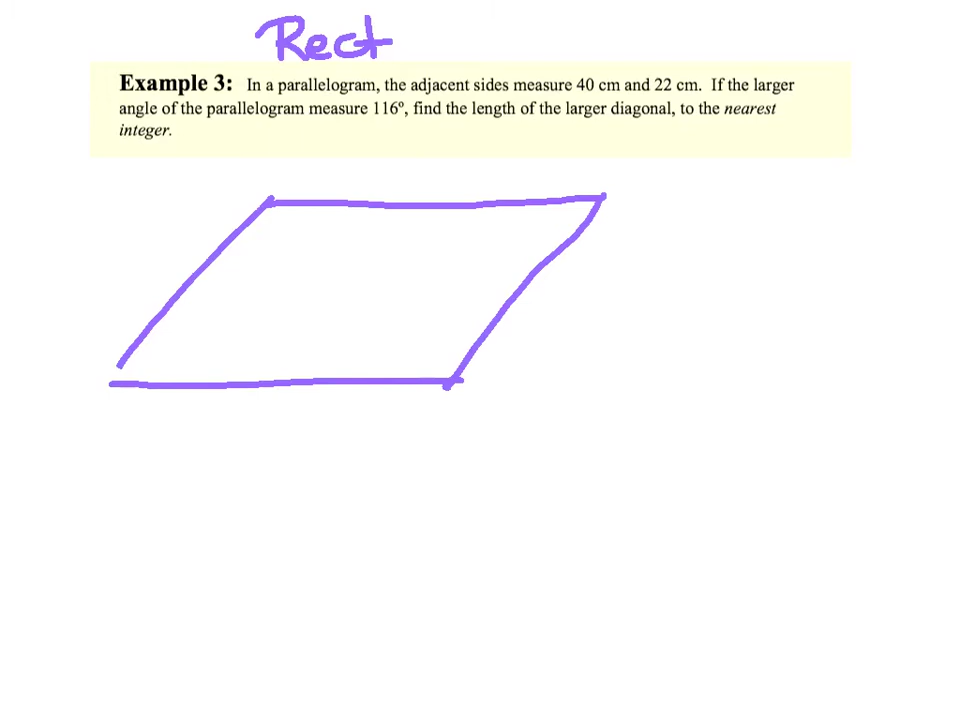 Rect
Example 3: In a parallelogram, the adjacent sides measure 40 cm and 22 cm. If the larger
angle of the parallelogram measure 116º, find the length of the larger diagonal, to the nearest
integer.